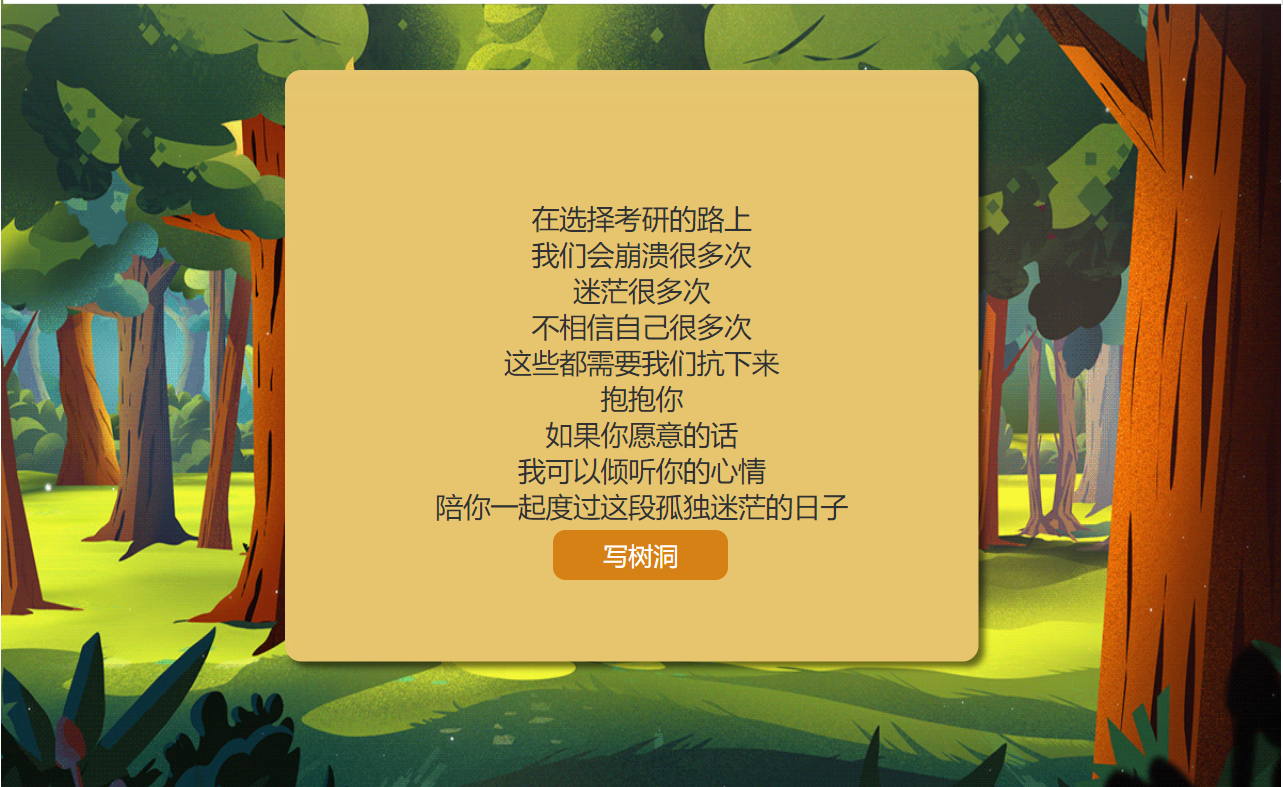 在选择考研的路上
我们会崩溃很多次
迷茫很多次
不相信自己很多次
这些都需要我们抗下来
抱抱你
如果你愿意的话
我可以倾听你的心情
陪你一起度过这段孤独迷茫的日子
写树洞